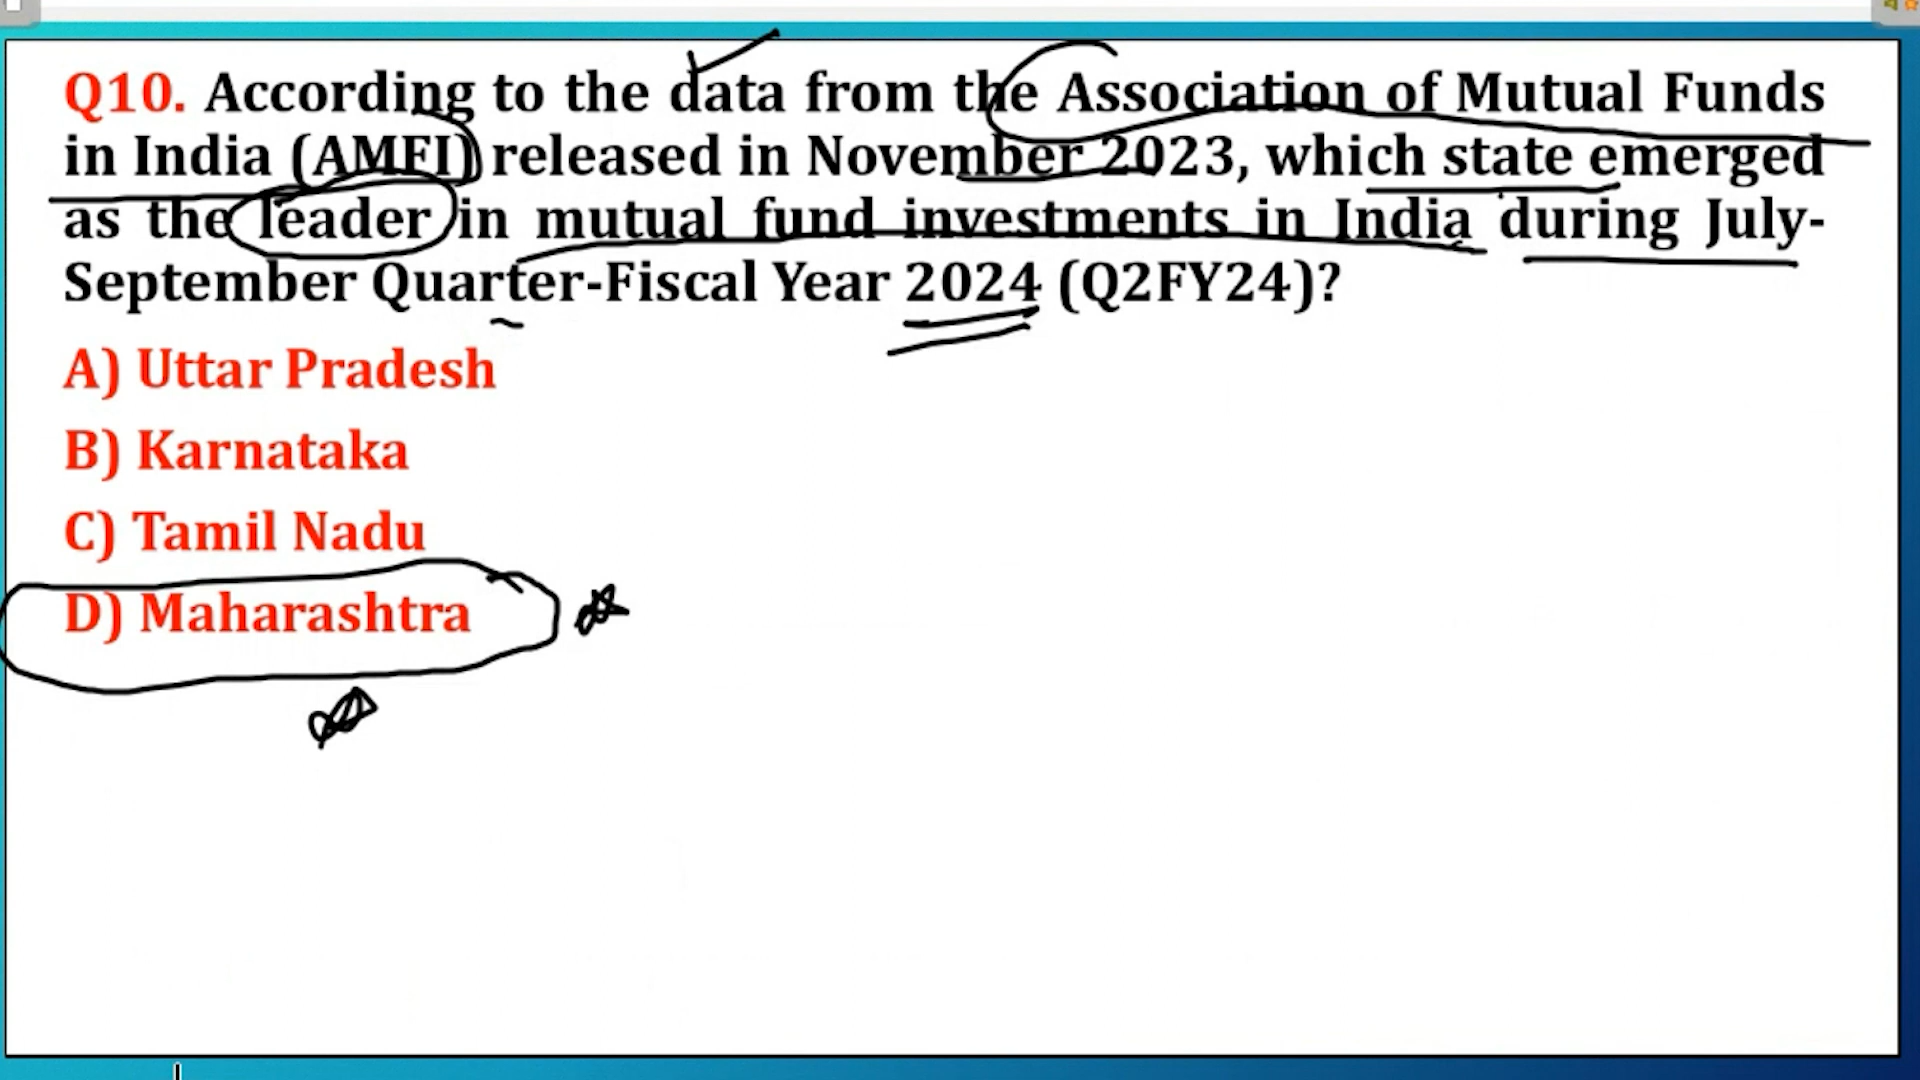 Q10. According to the data from the Association of Mutual Funds
in India (AMFI) released in November 2023, which state emerged
as the leader in mutual fund investments in India during July-
September Quarter-Fiscal Year 2024 (Q2FY24)?
A) Uttar Pradesh
B) Karnataka
C) Tamil Nadu
D) Maharashtra